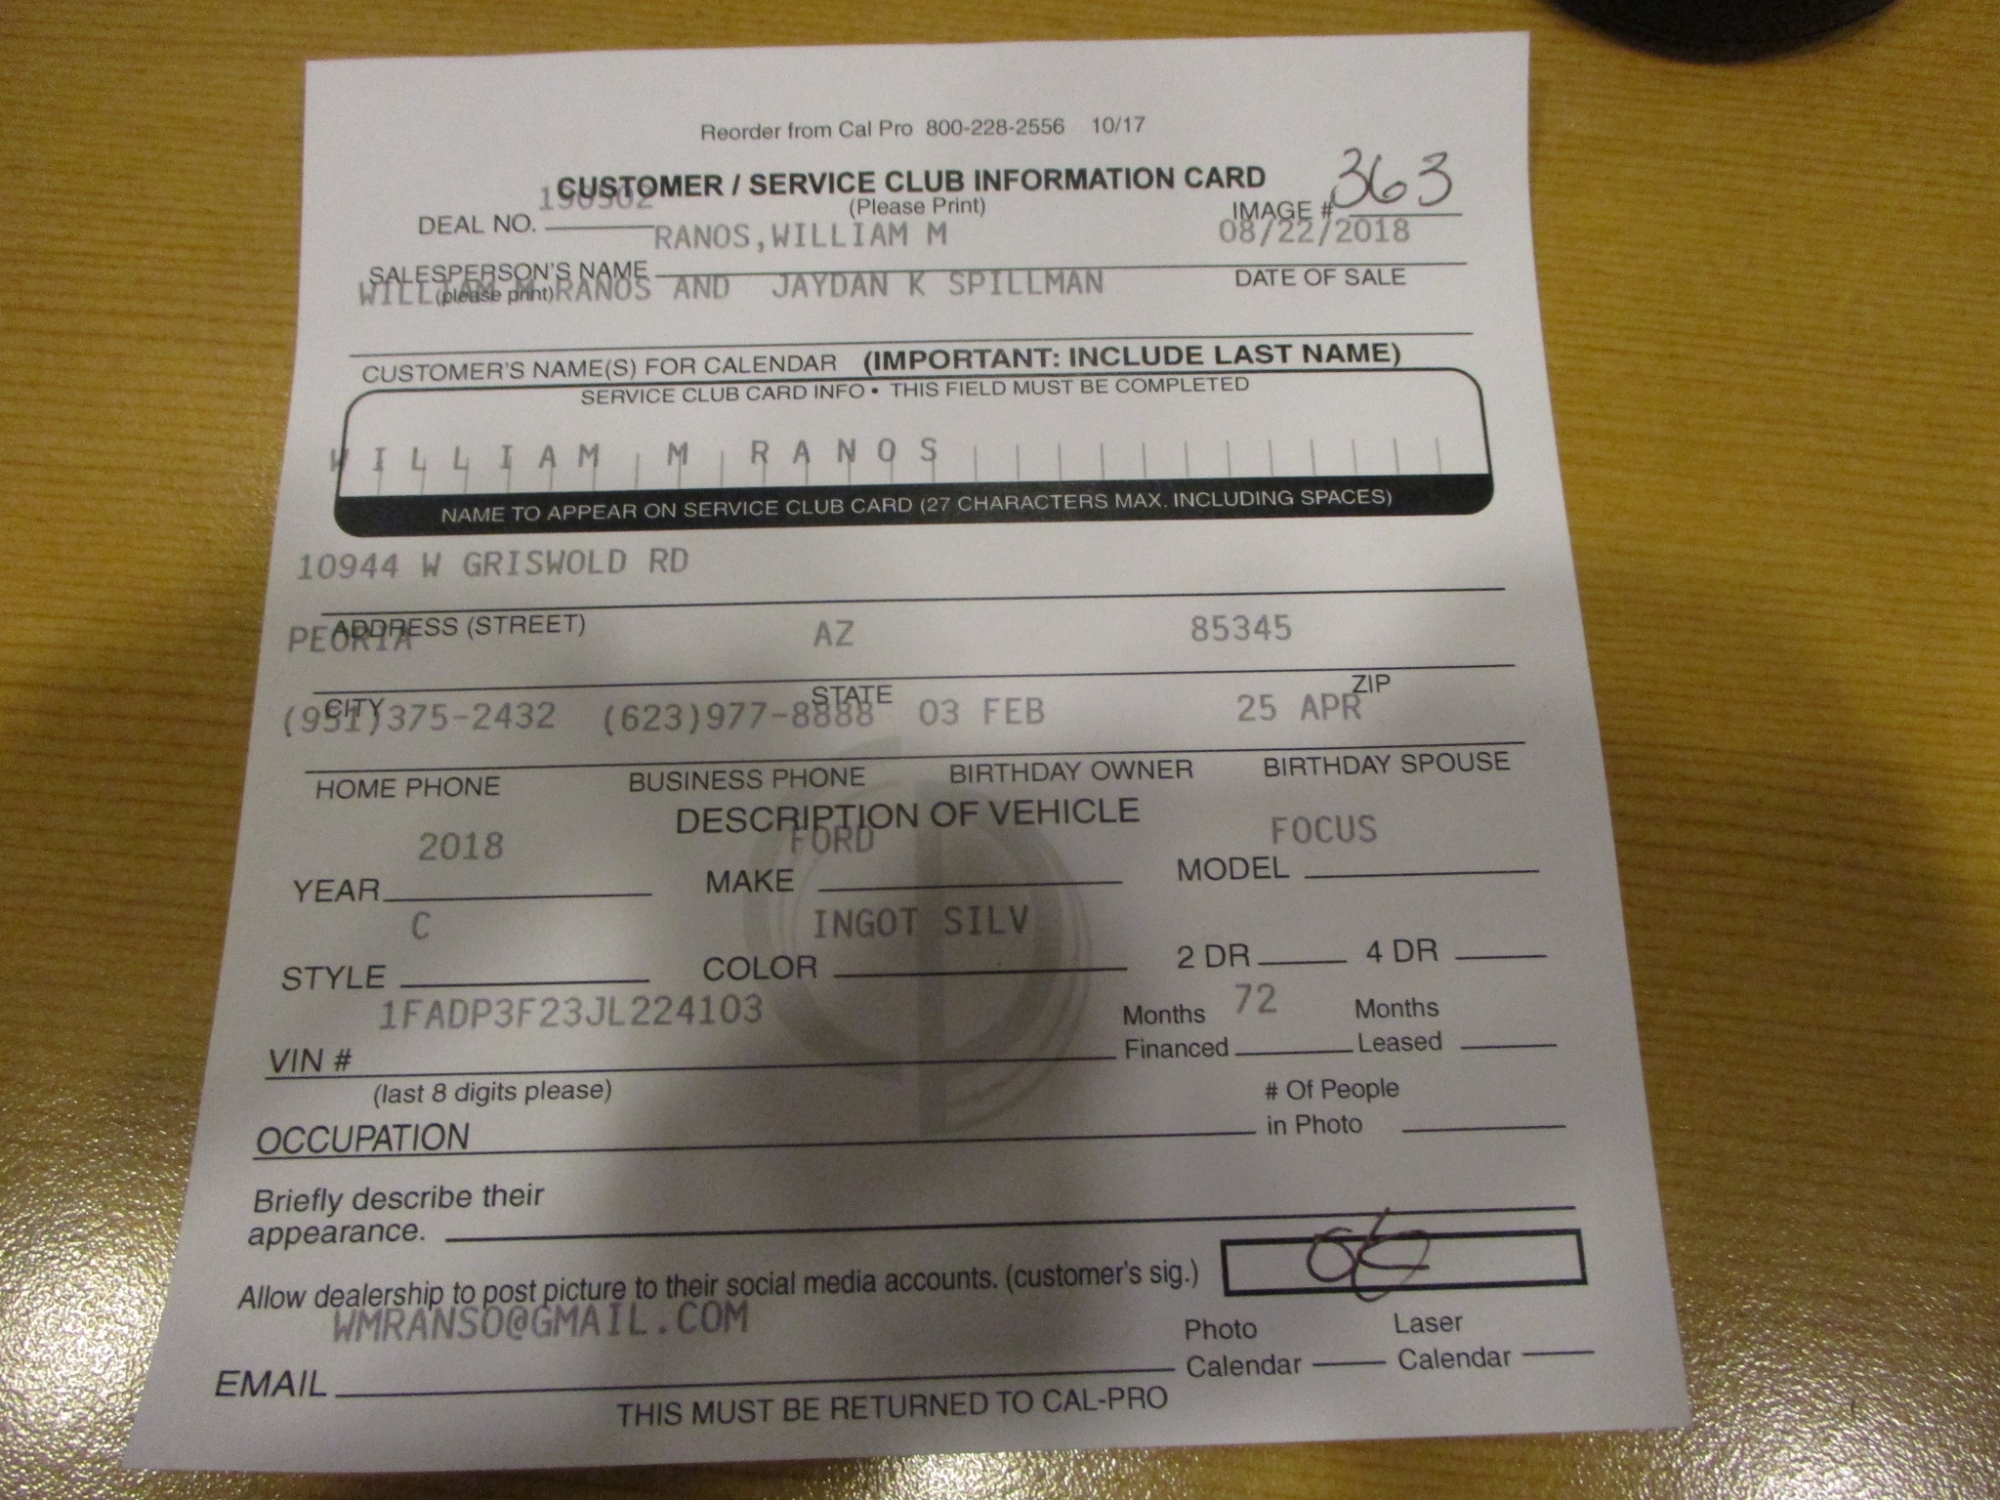 Reorder from Cal Pro 800-228-2556 10/17
CUSTOMER / SERVICE CLUB INFORMATION CARD
(Please Print)
363
DEAL NO. 190302
IMAGE #
RANOS,WILLIAM M 08/22/2018
SALESPERSON'S NAME DATE OF SALE
(please print)
WILLIAM M RANOS AND JAYDAN K SPILLMAN
CUSTOMER'S NAME(S) FOR CALENDAR (IMPORTANT: INCLUDE LAST NAME)
SERVICE CLUB CARD INFO • THIS FIELD MUST BE COMPLETED
WILLIAM M RANOS
NAME TO APPEAR ON SERVICE CLUB CARD (27 CHARACTERS MAX. INCLUDING SPACES)
10944 W GRISWOLD RD
ADDRESS (STREET)
PEORIA AZ 85345
CITY STATE ZIP
(951)375-2432 (623)977-8888 03 FEB 25 APR
HOME PHONE BUSINESS PHONE BIRTHDAY OWNER BIRTHDAY SPOUSE
DESCRIPTION OF VEHICLE
2018 FORD FOCUS
YEAR MAKE MODEL
C INGOT SILV
STYLE COLOR 2 DR 4 DR
1FADP3F23JL224103 72
VIN # Months Financed Months Leased
(last 8 digits please)
# Of People in Photo
OCCUPATION
Briefly describe their
appearance.
Allow dealership to post picture to their social media accounts. (customer's sig.)
WMRANSO@GMAIL.COM
EMAIL Photo Calendar Laser Calendar
THIS MUST BE RETURNED TO CAL-PRO